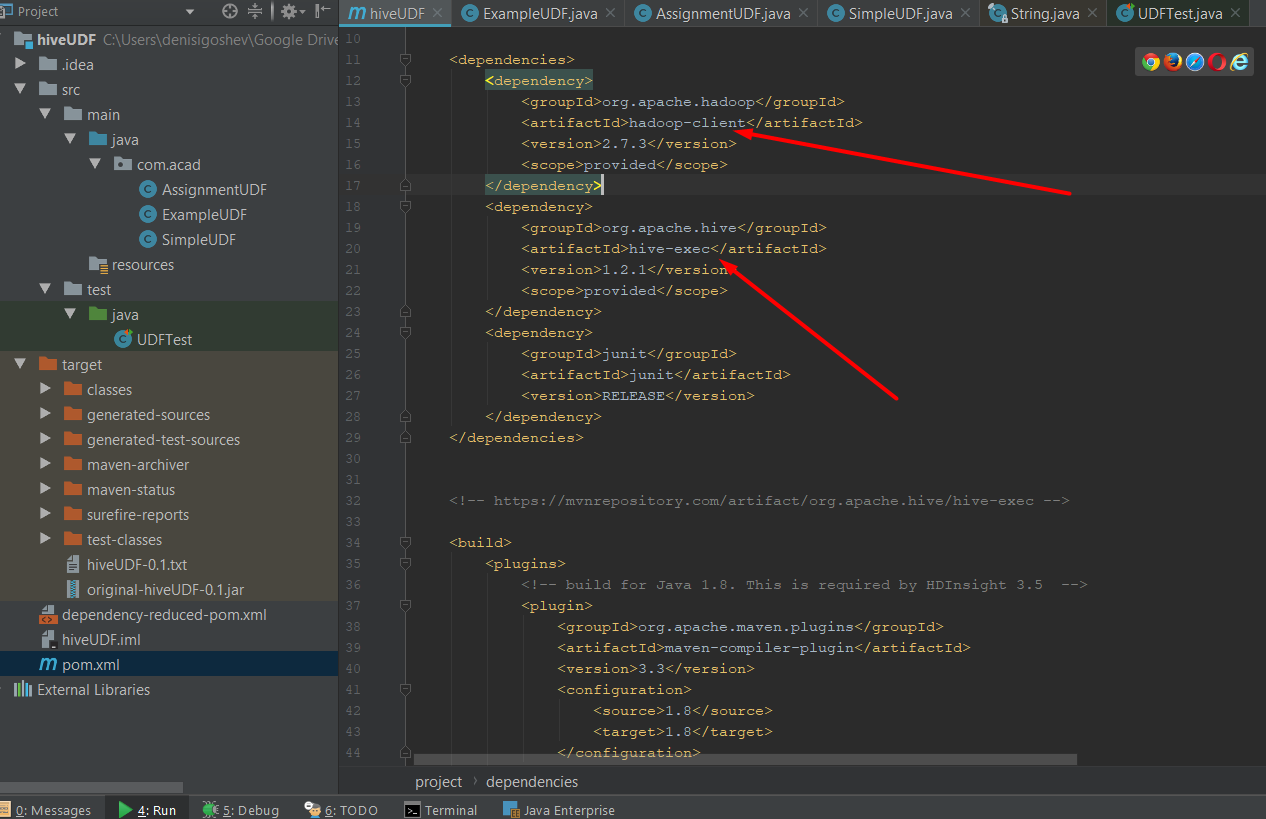 Project
hiveUDF
ExampleUDF.java
AssignmentUDF.java
SimpleUDF.java
String.java
UDFTest.java
hiveUDF C:\Users\denisigoshev\Google Drive
.idea
src
main
java
com.acad
AssignmentUDF
ExampleUDF
SimpleUDF
resources
test
java
UDFTest
target
classes
generated-sources
generated-test-sources
maven-archiver
maven-status
surefire-reports
test-classes
hiveUDF-0.1.txt
original-hiveUDF-0.1.jar
dependency-reduced-pom.xml
hiveUDF.iml
pom.xml
External Libraries
10
11 <dependencies>
12 <dependency>
13 <groupId>org.apache.hadoop</groupId>
14 <artifactId>hadoop-client</artifactId>
15 <version>2.7.3</version>
16 <scope>provided</scope>
17 </dependency>
18 <dependency>
19 <groupId>org.apache.hive</groupId>
20 <artifactId>hive-exec</artifactId>
21 <version>1.2.1</version>
22 <scope>provided</scope>
23 </dependency>
24 <dependency>
25 <groupId>junit</groupId>
26 <artifactId>junit</artifactId>
27 <version>RELEASE</version>
28 </dependency>
29 </dependencies>
30
31
32 <!-- https://mvnrepository.com/artifact/org.apache.hive/hive-exec -->
33
34 <build>
35 <plugins>
36 <!-- build for Java 1.8. This is required by HDInsight 3.5 -->
37 <plugin>
38 <groupId>org.apache.maven.plugins</groupId>
39 <artifactId>maven-compiler-plugin</artifactId>
40 <version>3.3</version>
41 <configuration>
42 <source>1.8</source>
43 <target>1.8</target>
44 </configuration>
project › dependencies
0: Messages
4: Run
5: Debug
6: TODO
Terminal
Java Enterprise